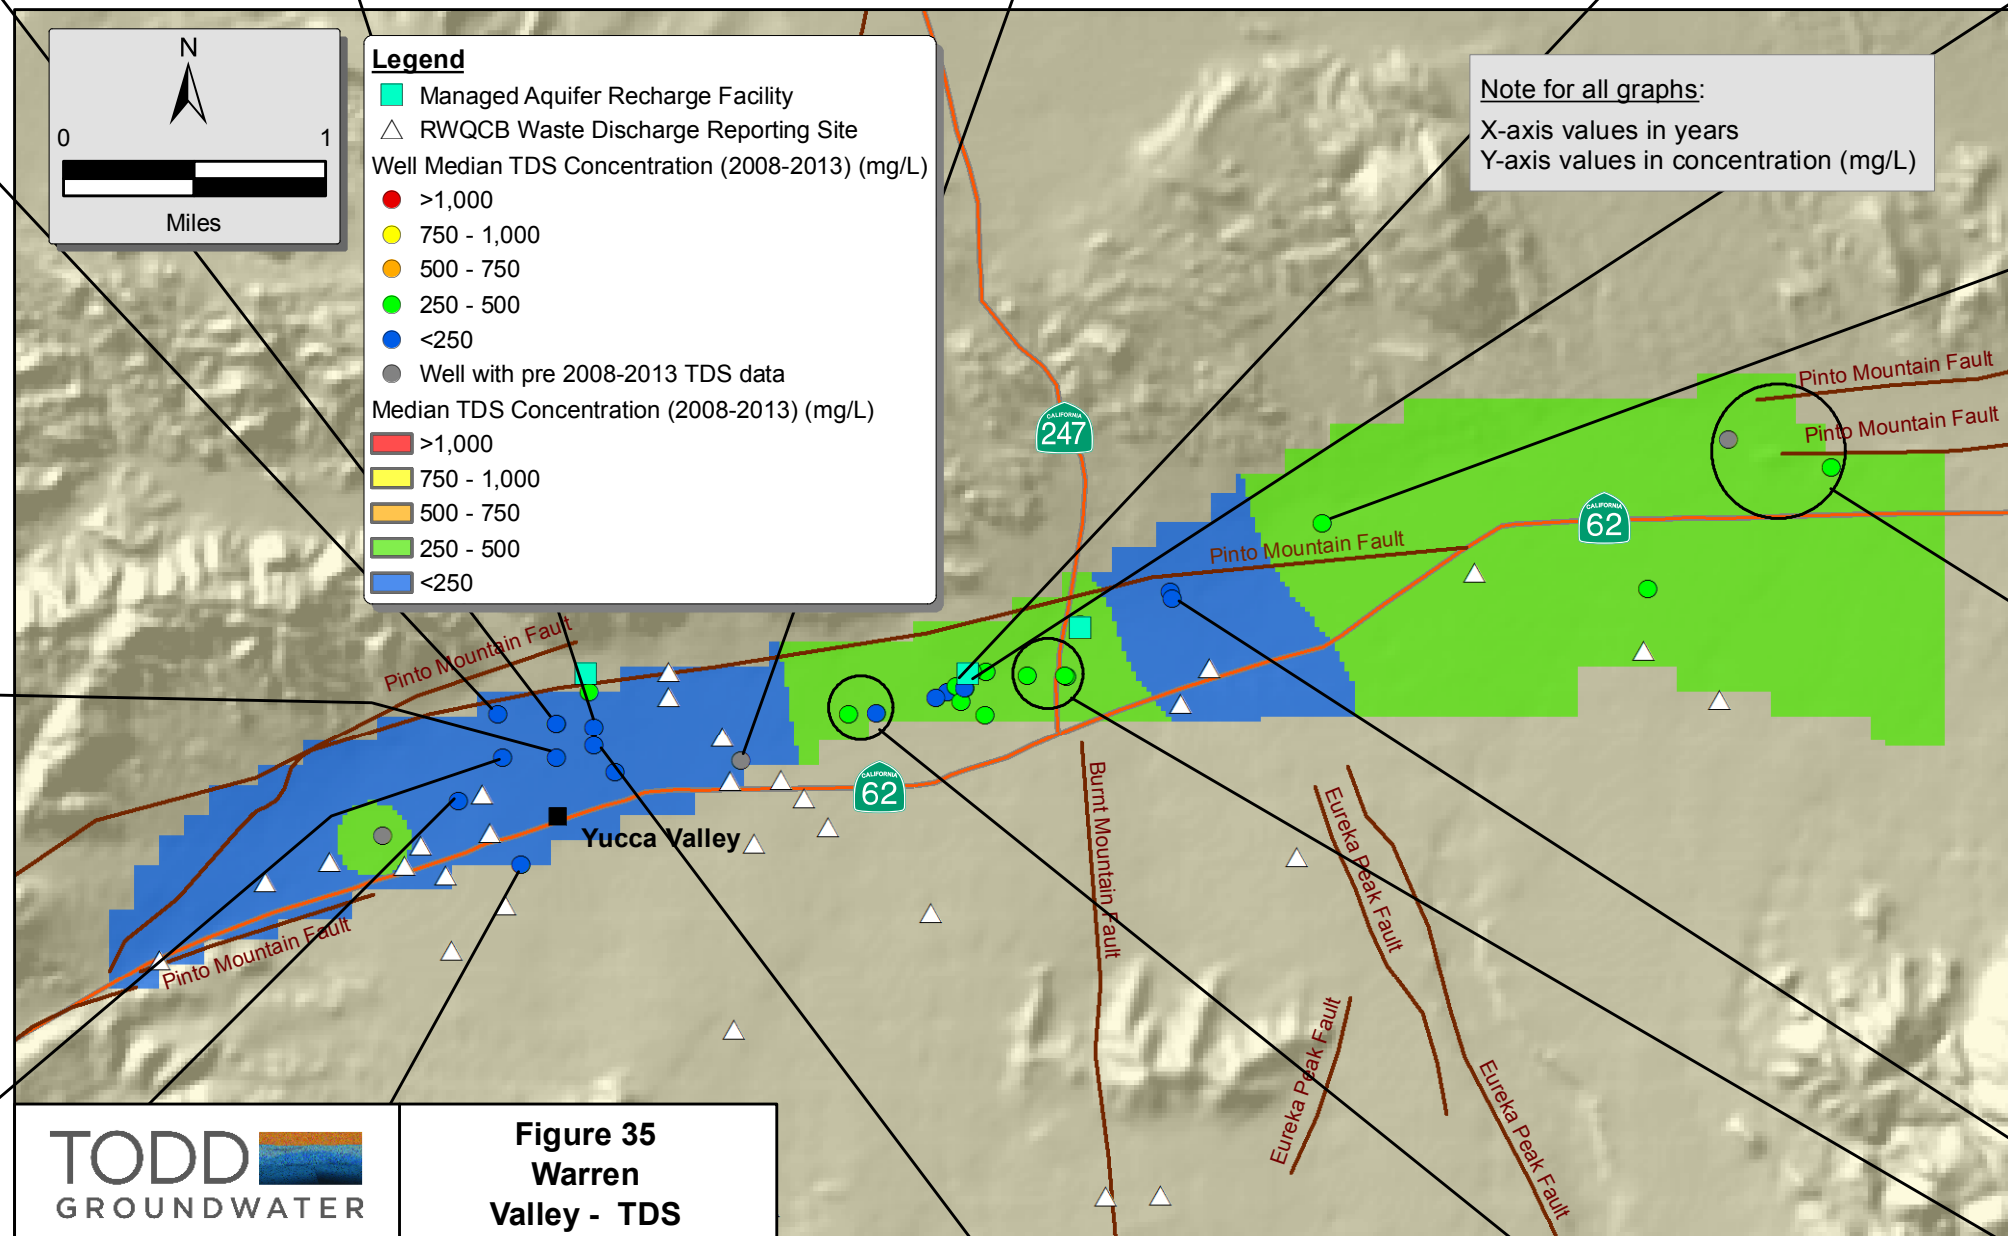 N
0 1
Miles
Legend
Managed Aquifer Recharge Facility
RWQCB Waste Discharge Reporting Site
Well Median TDS Concentration (2008-2013) (mg/L)
>1,000
750 - 1,000
500 - 750
250 - 500
<250
Well with pre 2008-2013 TDS data
Median TDS Concentration (2008-2013) (mg/L)
>1,000
750 - 1,000
500 - 750
250 - 500
<250
Note for all graphs:
X-axis values in years
Y-axis values in concentration (mg/L)
Pinto Mountain Fault
Pinto Mountain Fault
CALIFORNIA
247
CALIFORNIA
62
Pinto Mountain Fault
Pinto Mountain Fault
CALIFORNIA
62
Yucca Valley
Burnt Mountain Fault
Eureka Peak Fault
Pinto Mountain Fault
Eureka Peak Fault
Eureka Peak Fault
TODD
GROUNDWATER
Figure 35
Warren
Valley - TDS